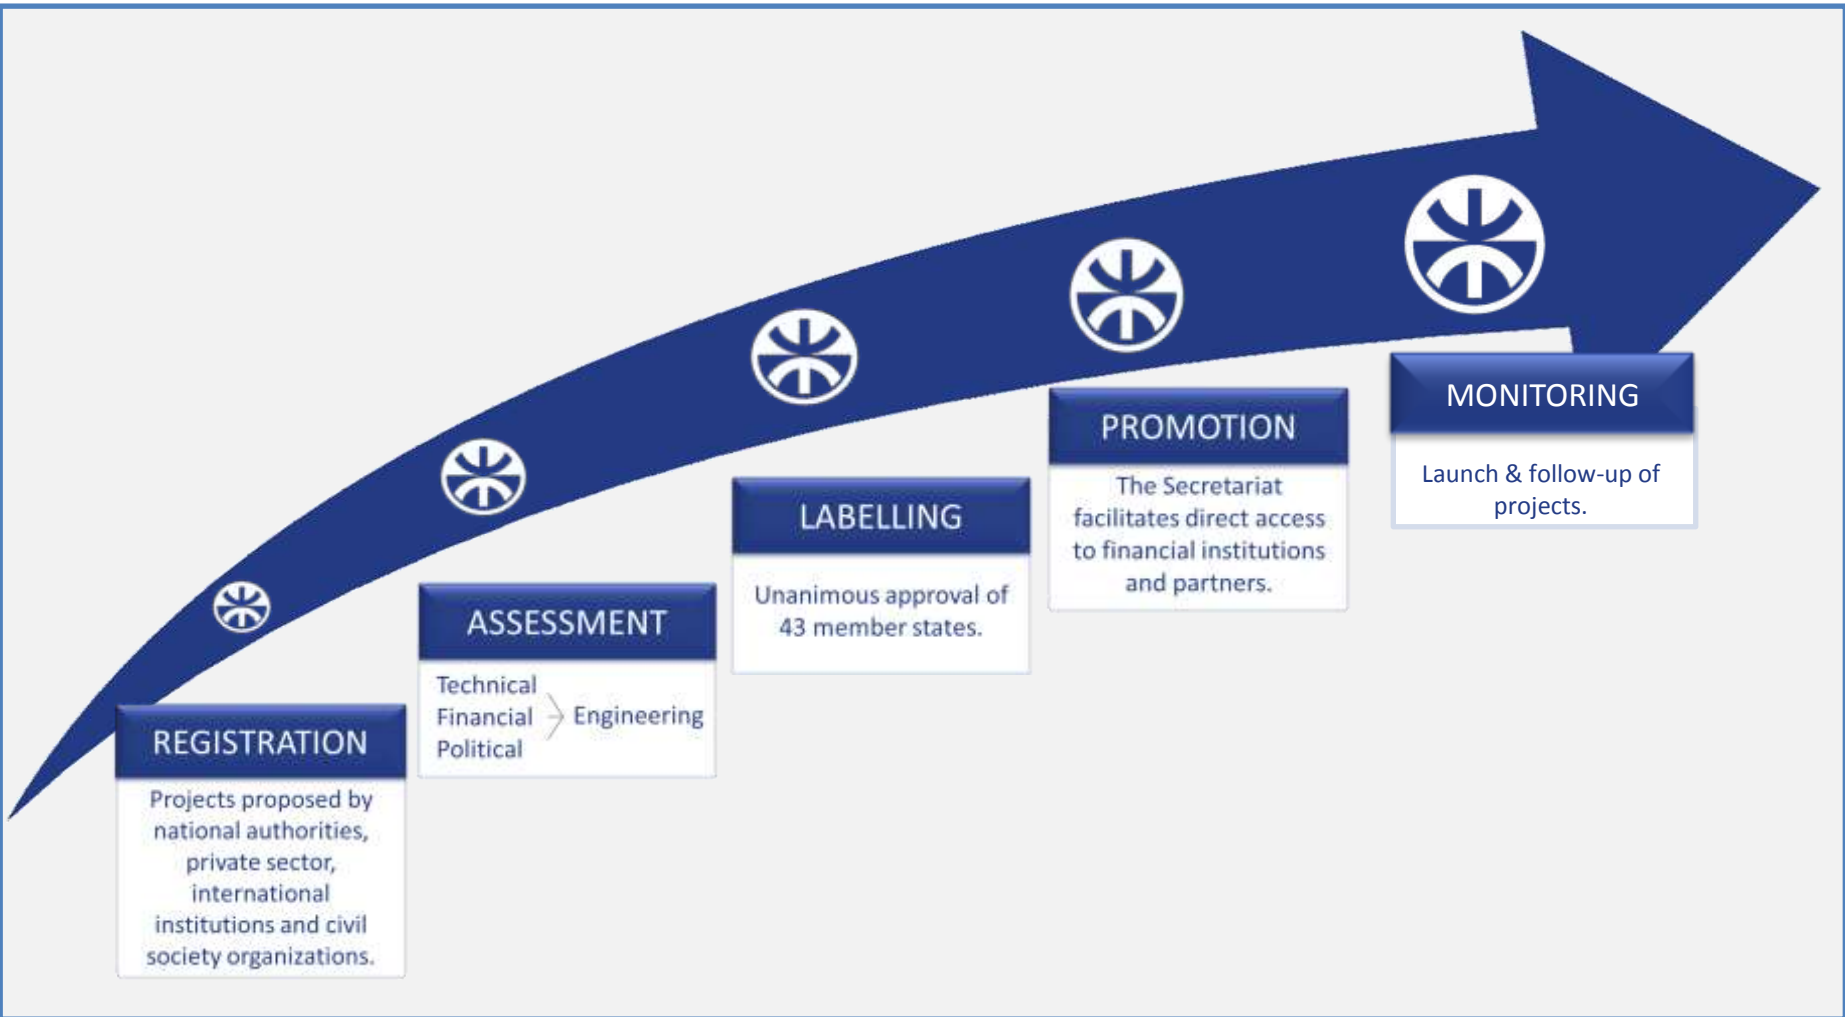 REGISTRATION
Projects proposed by
national authorities,
private sector,
international
institutions and civil
society organizations.
ASSESSMENT
Technical
Financial
Political
Engineering
LABELLING
Unanimous approval of
43 member states.
PROMOTION
The Secretariat
facilitates direct access
to financial institutions
and partners.
MONITORING
Launch & follow-up of
projects.